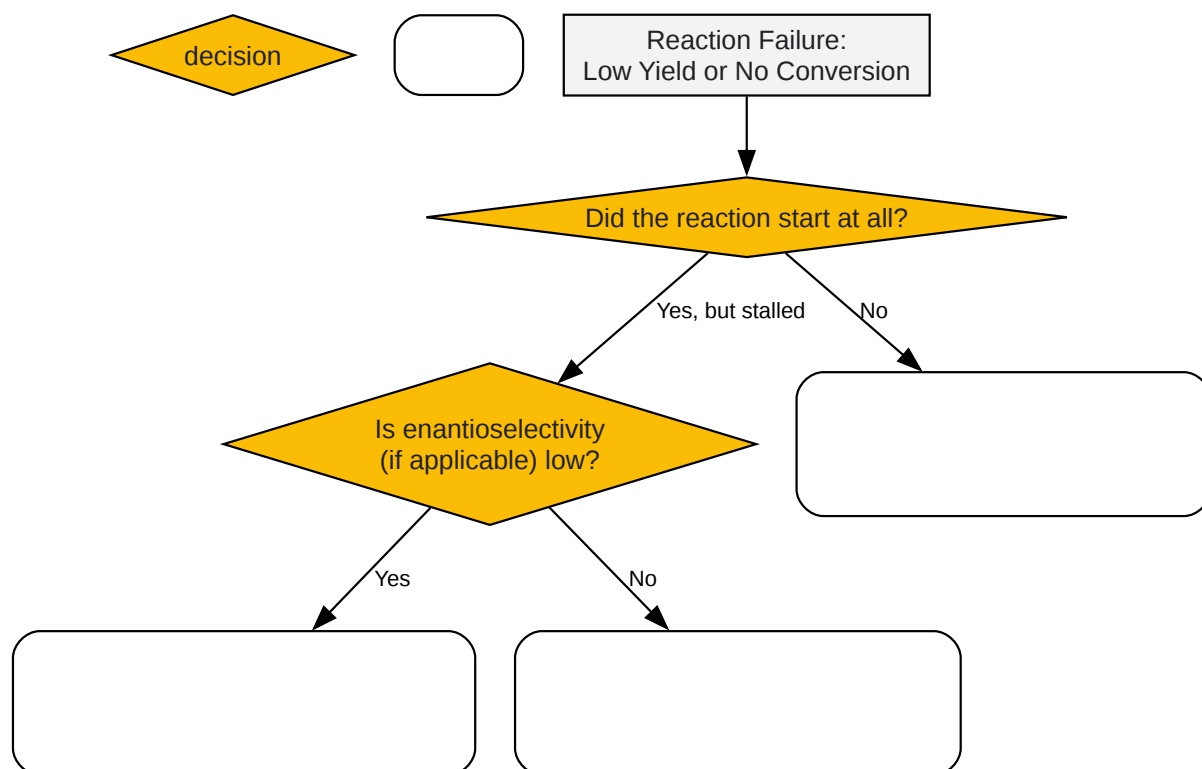 decision
Reaction Failure:
Low Yield or No Conversion
Did the reaction start at all?
Yes, but stalled
No
Is enantioselectivity
(if applicable) low?
Yes
No